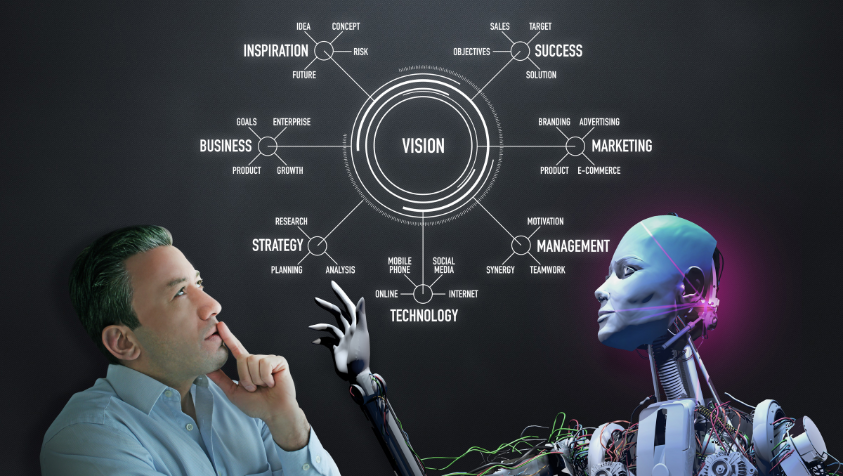 IDEA
CONCEPT
INSPIRATION
RISK
FUTURE
SALES
TARGET
OBJECTIVES
SUCCESS
SOLUTION
GOALS
ENTERPRISE
BUSINESS
PRODUCT
GROWTH
VISION
BRANDING
ADVERTISING
MARKETING
PRODUCT
E-COMMERCE
RESEARCH
STRATEGY
PLANNING
ANALYSIS
MOBILE
PHONE
SOCIAL
MEDIA
ONLINE
INTERNET
TECHNOLOGY
MOTIVATION
MANAGEMENT
SYNERGY
TEAMWORK